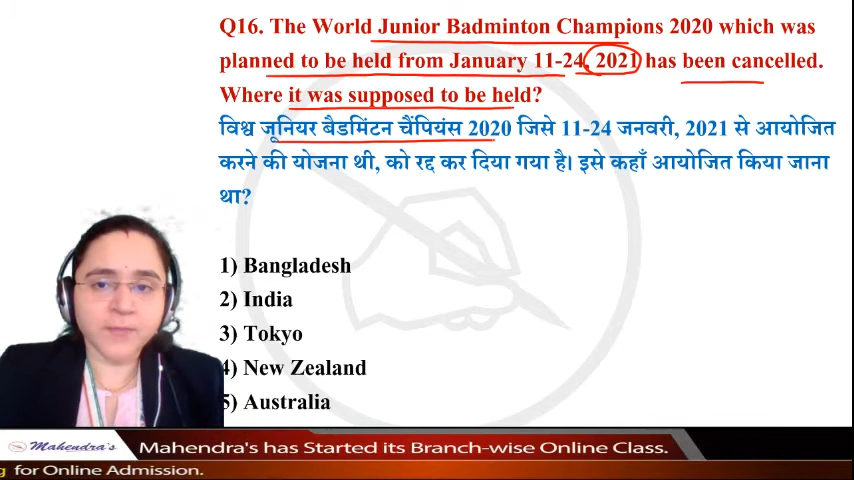 Q16. The World Junior Badminton Champions 2020 which was
planned to be held from January 11-24, 2021 has been cancelled.
Where it was supposed to be held?
विश्व जूनियर बैडमिंटन चैंपियंस 2020 जिसे 11-24 जनवरी, 2021 से आयोजित
करने की योजना थी, को रद्द कर दिया गया है। इसे कहाँ आयोजित किया जाना
था?
1) Bangladesh
2) India
3) Tokyo
4) New Zealand
5) Australia
Mahendra's Mahendra's has Started its Branch-wise Online Class.
for Online Admission.